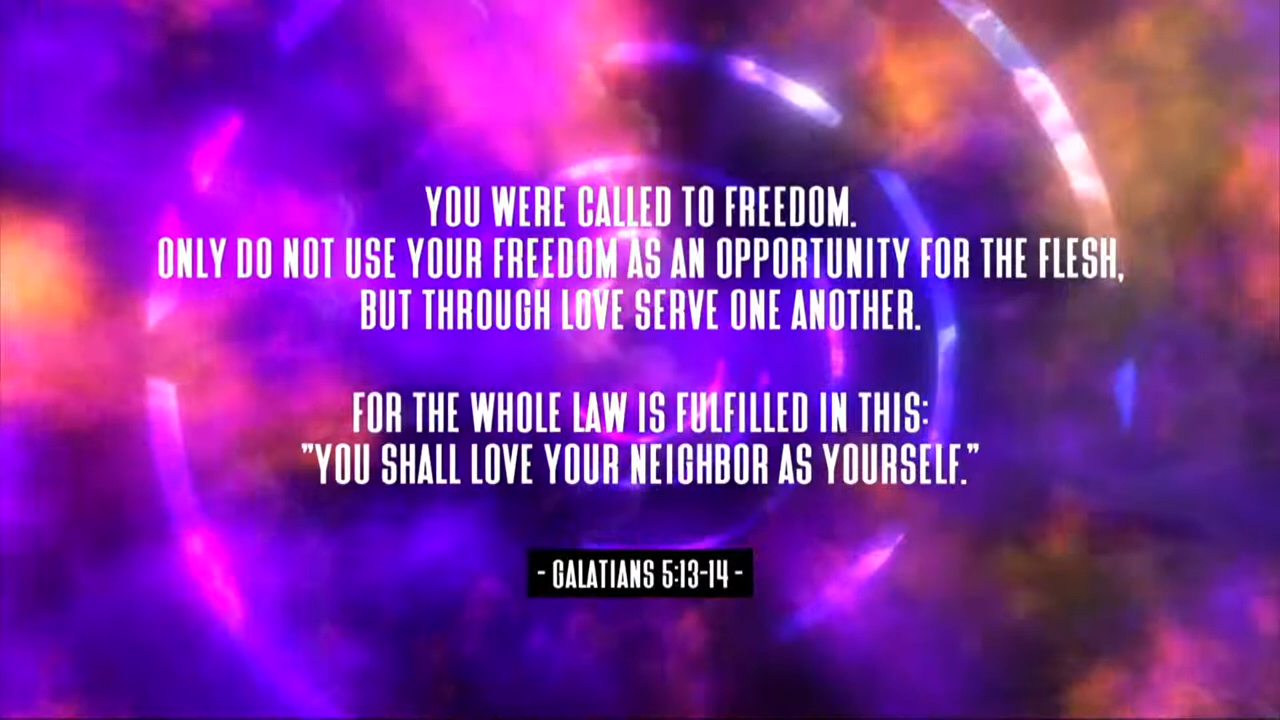 YOU WERE CALLED TO FREEDOM.
ONLY DO NOT USE YOUR FREEDOM AS AN OPPORTUNITY FOR THE FLESH,
BUT THROUGH LOVE SERVE ONE ANOTHER.
FOR THE WHOLE LAW IS FULFILLED IN THIS:
"YOU SHALL LOVE YOUR NEIGHBOR AS YOURSELF."
- GALATIANS 5:13-14 -